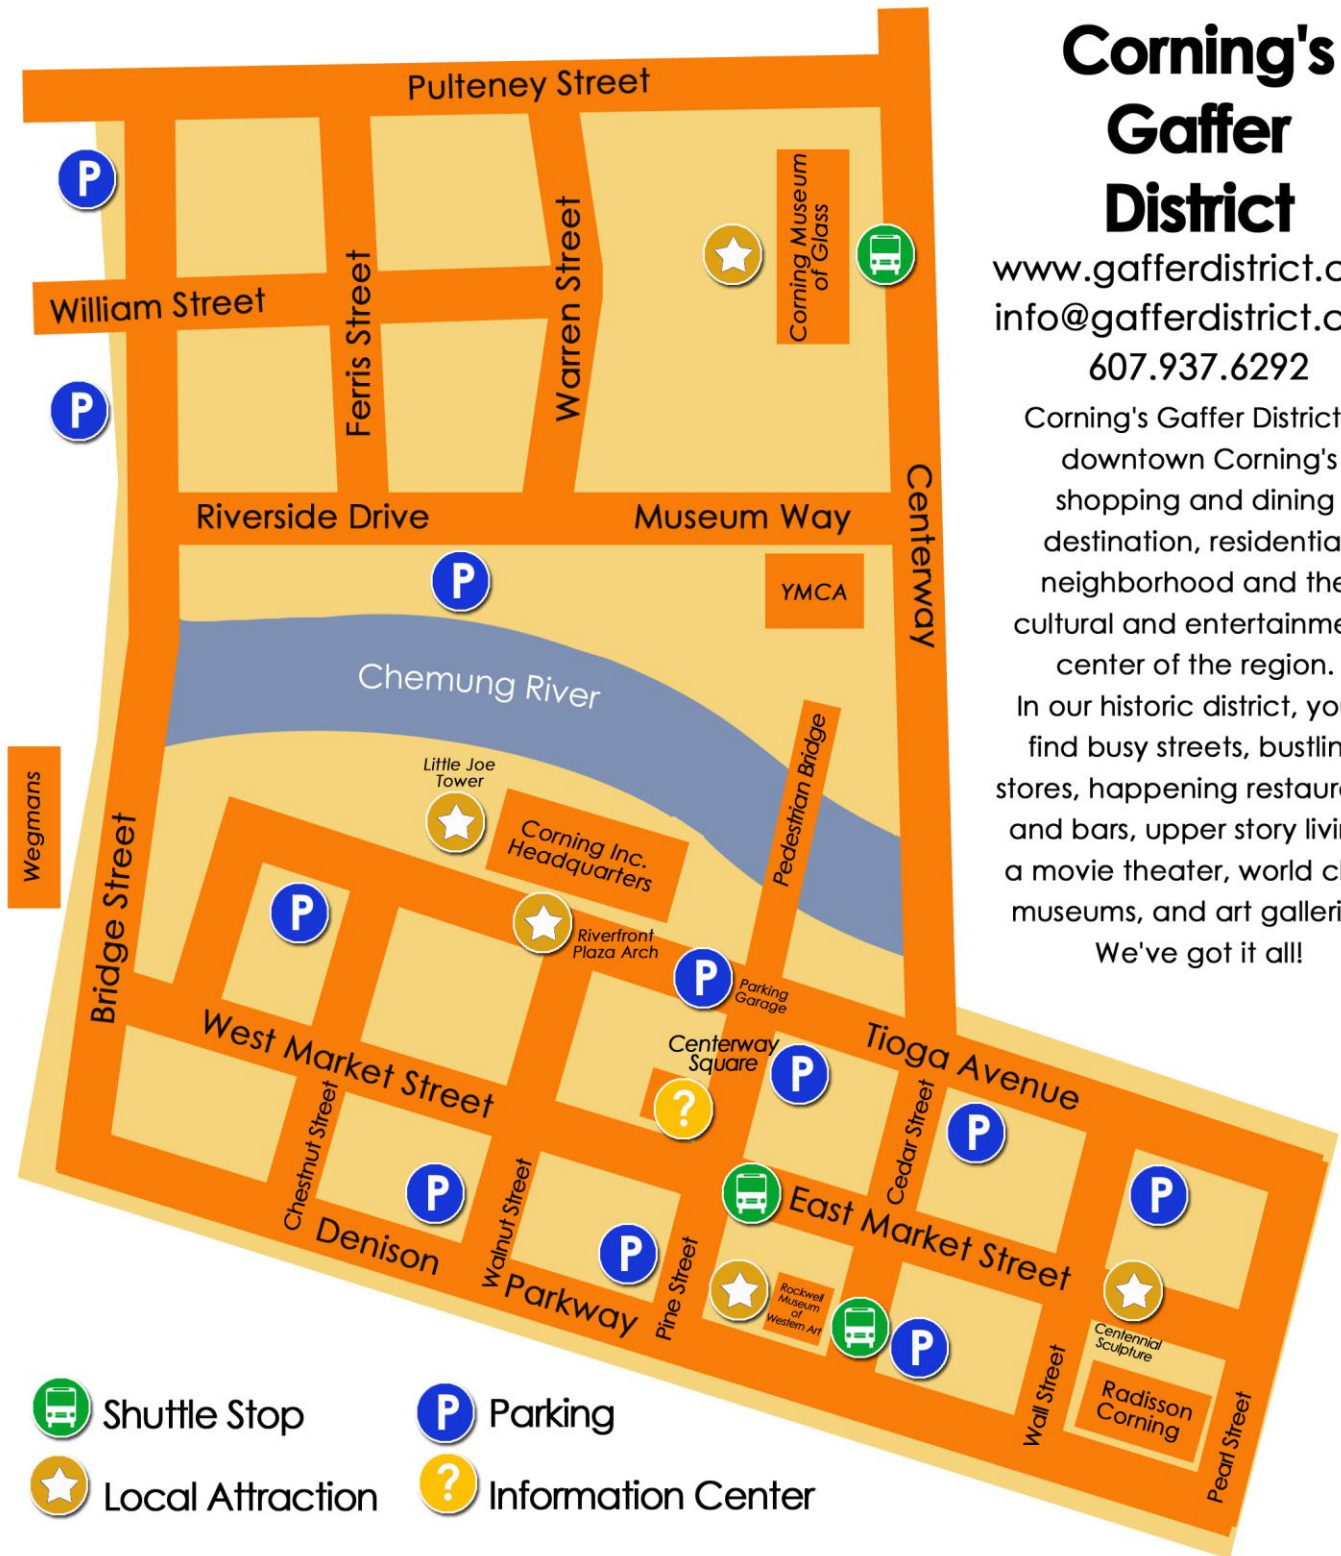 Corning's
Gaffer
District
www.gafferdistrict.c
info@gafferdistrict.c
607.937.6292
Corning's Gaffer District
downtown Corning's
shopping and dining
destination, residentia
neighborhood and the
cultural and entertainme
center of the region.
In our historic district, yo
find busy streets, bustlin
stores, happening restaur
and bars, upper story livi
a movie theater, world cl
museums, and art galleri
We've got it all!
Pulteney Street
P
Corning Museum
of Glass
Warren Street
Ferris Street
William Street
P
Centerway
Riverside Drive
Museum Way
P
YMCA
Chemung River
Pedestrian Bridge
Little Joe
Tower
Wegmans
Bridge Street
Corning Inc.
Headquarters
P
Riverfront
Plaza Arch
P
Parking
Garage
Tioga Avenue
West Market Street
Centerway
Square
P
?
Cedar Street
P
Chestnut Street
P
P
Walnut Street
East Market Street
Denison
Parkway
P
Pine Street
Rockwell
Museum
of
Western Art
P
Centennial
Sculpture
Wall Street
Radisson
Corning
Pearl Street
Shuttle Stop
P Parking
Local Attraction
? Information Center